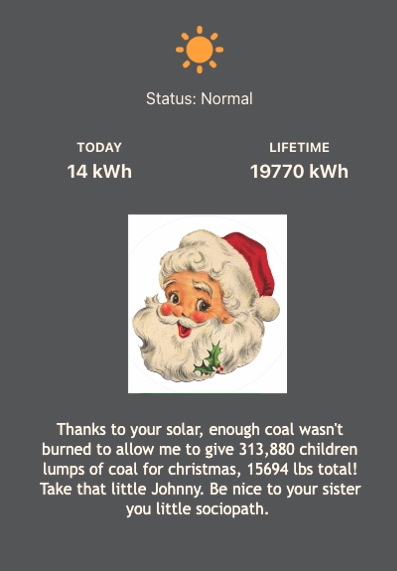 Status: Normal
TODAY
LIFETIME
14 kWh
19770 kWh
Thanks to your solar, enough coal wasn't
burned to allow me to give 313,880 children
lumps of coal for christmas, 15694 lbs total!
Take that little Johnny. Be nice to your sister
you little sociopath.